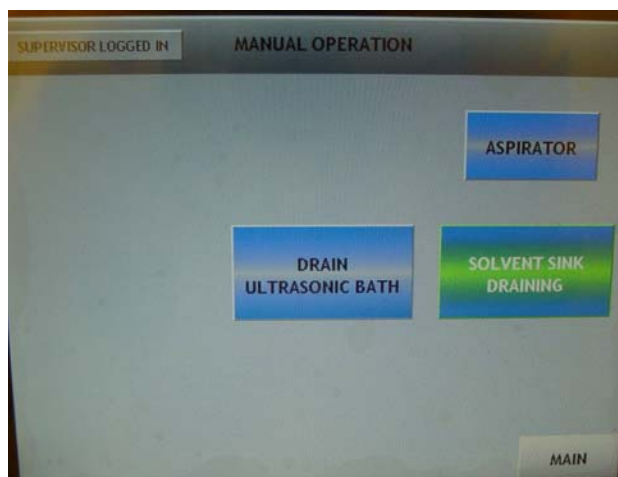 SUPERVISOR LOGGED IN
MANUAL OPERATION
ASPIRATOR
DRAIN
ULTRASONIC BATH
SOLVENT SINK
DRAINING
MAIN